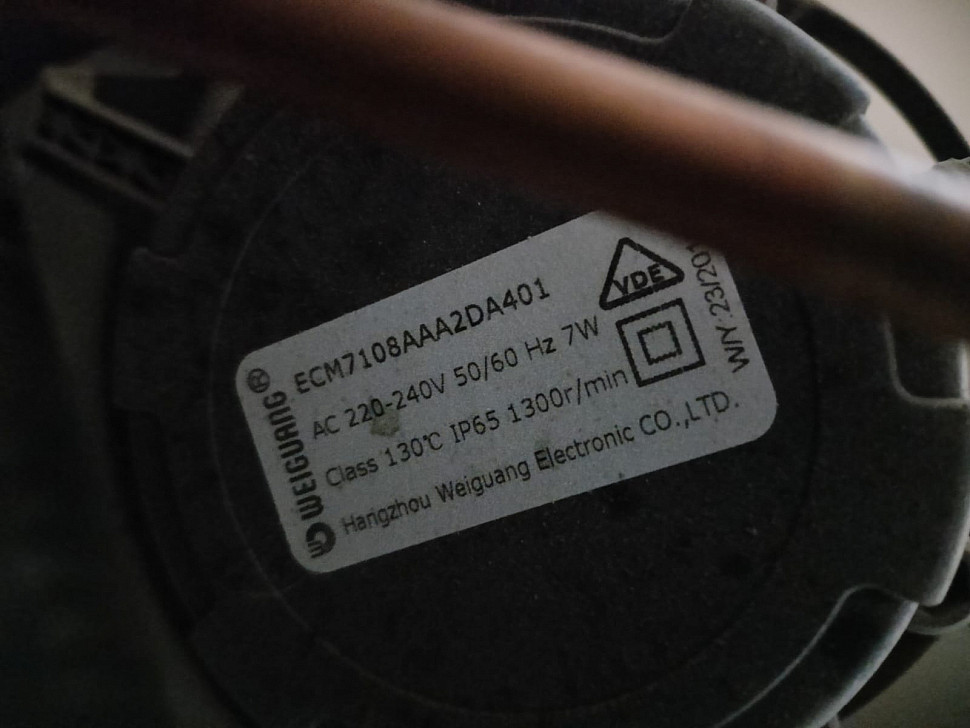 WEIGUANG®
ECM7108AAA2DA401
AC 220-240V 50/60 Hz 7W
Class 130℃ IP65 1300r/min
Hangzhou Weiguang Electronic CO.,LTD.
VDE
W/Y: